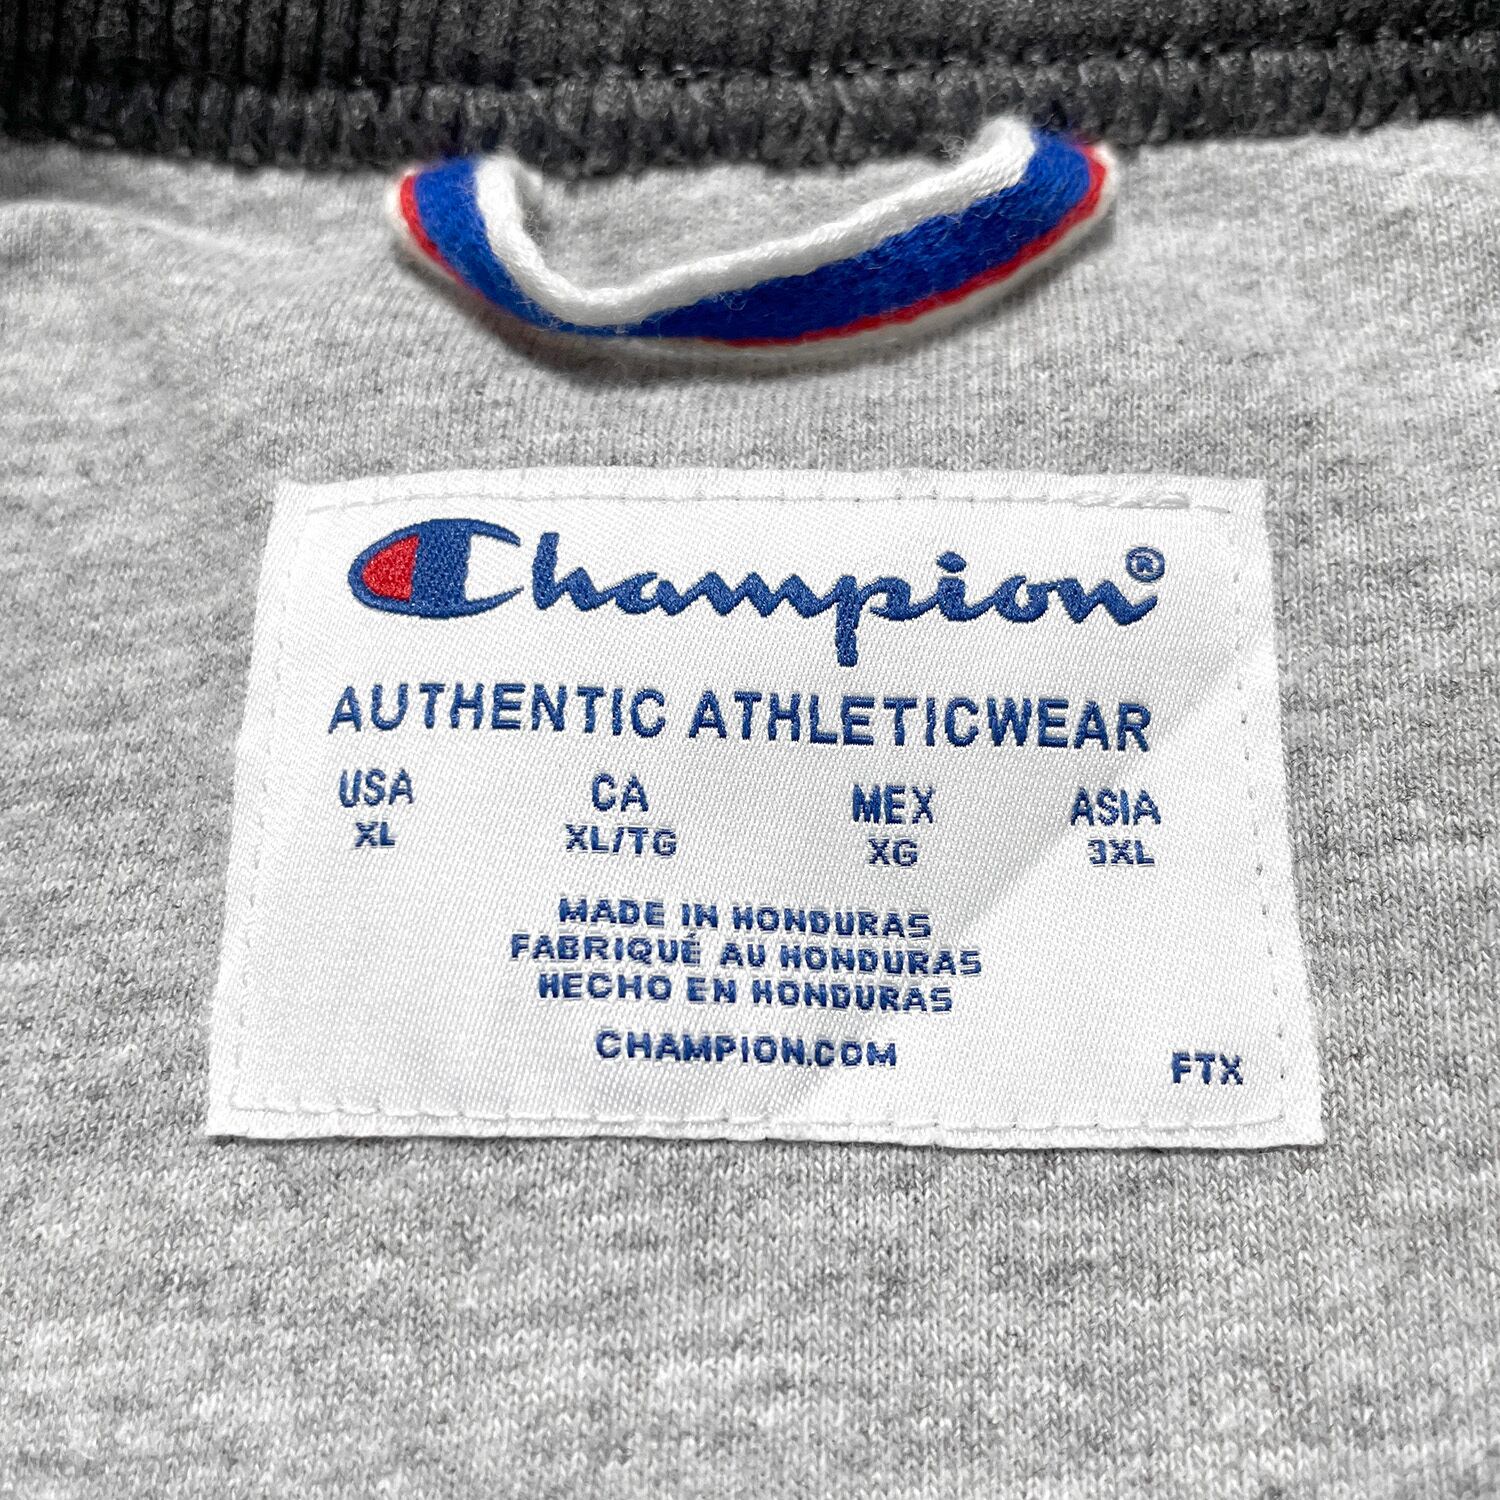 Champion®
AUTHENTIC ATHLETICWEAR
USA CA MEX ASIA
XL XL/TG XG 3XL
MADE IN HONDURAS
FABRIQUÉ AU HONDURAS
HECHO EN HONDURAS
CHAMPION.COM
FTX